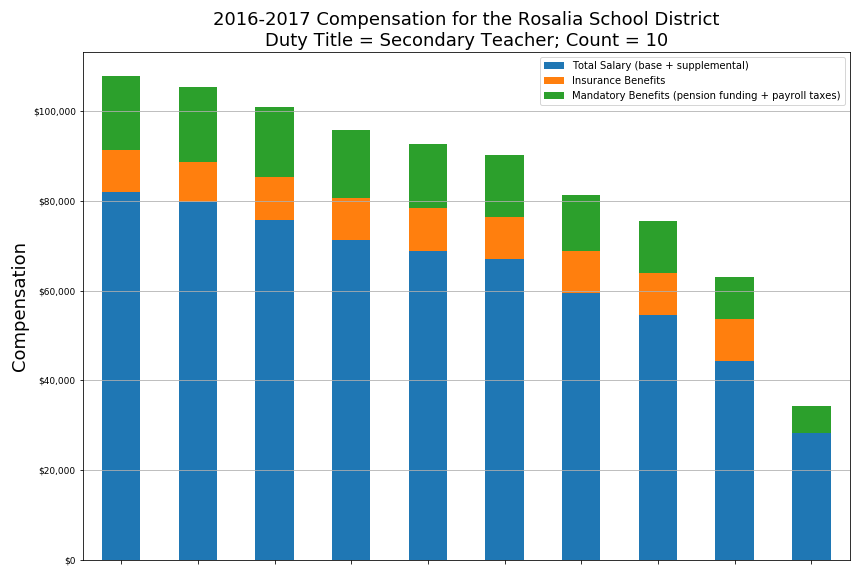 2016-2017 Compensation for the Rosalia School District
Duty Title = Secondary Teacher; Count = 10
Total Salary (base + supplemental)
Insurance Benefits
Mandatory Benefits (pension funding + payroll taxes)
$100,000
$80,000
$60,000
$40,000
$20,000
$0
Compensation